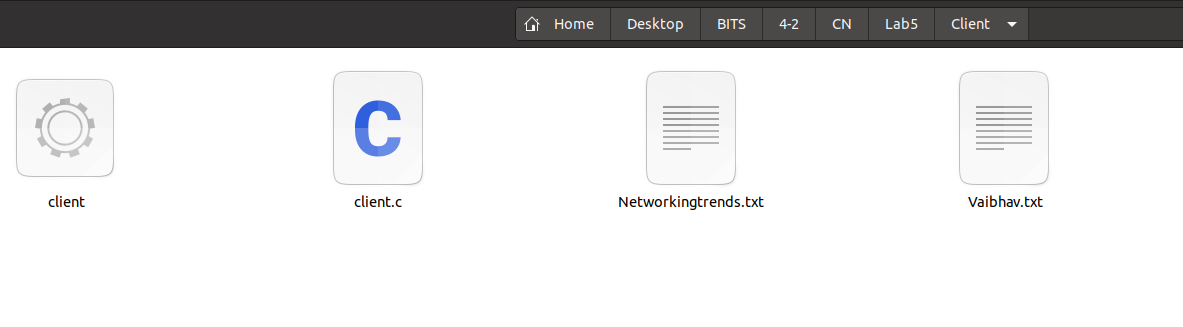 Home Desktop BITS 4-2 CN Lab5 Client
client client.c Networkingtrends.txt Vaibhav.txt